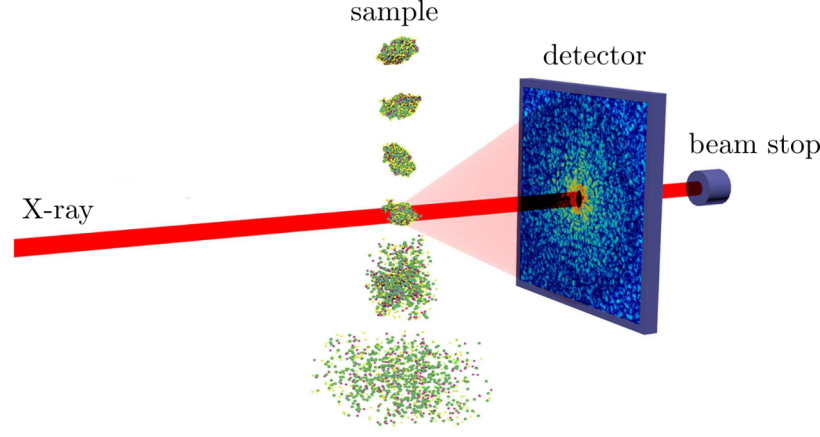 sample
detector
beam stop
X-ray